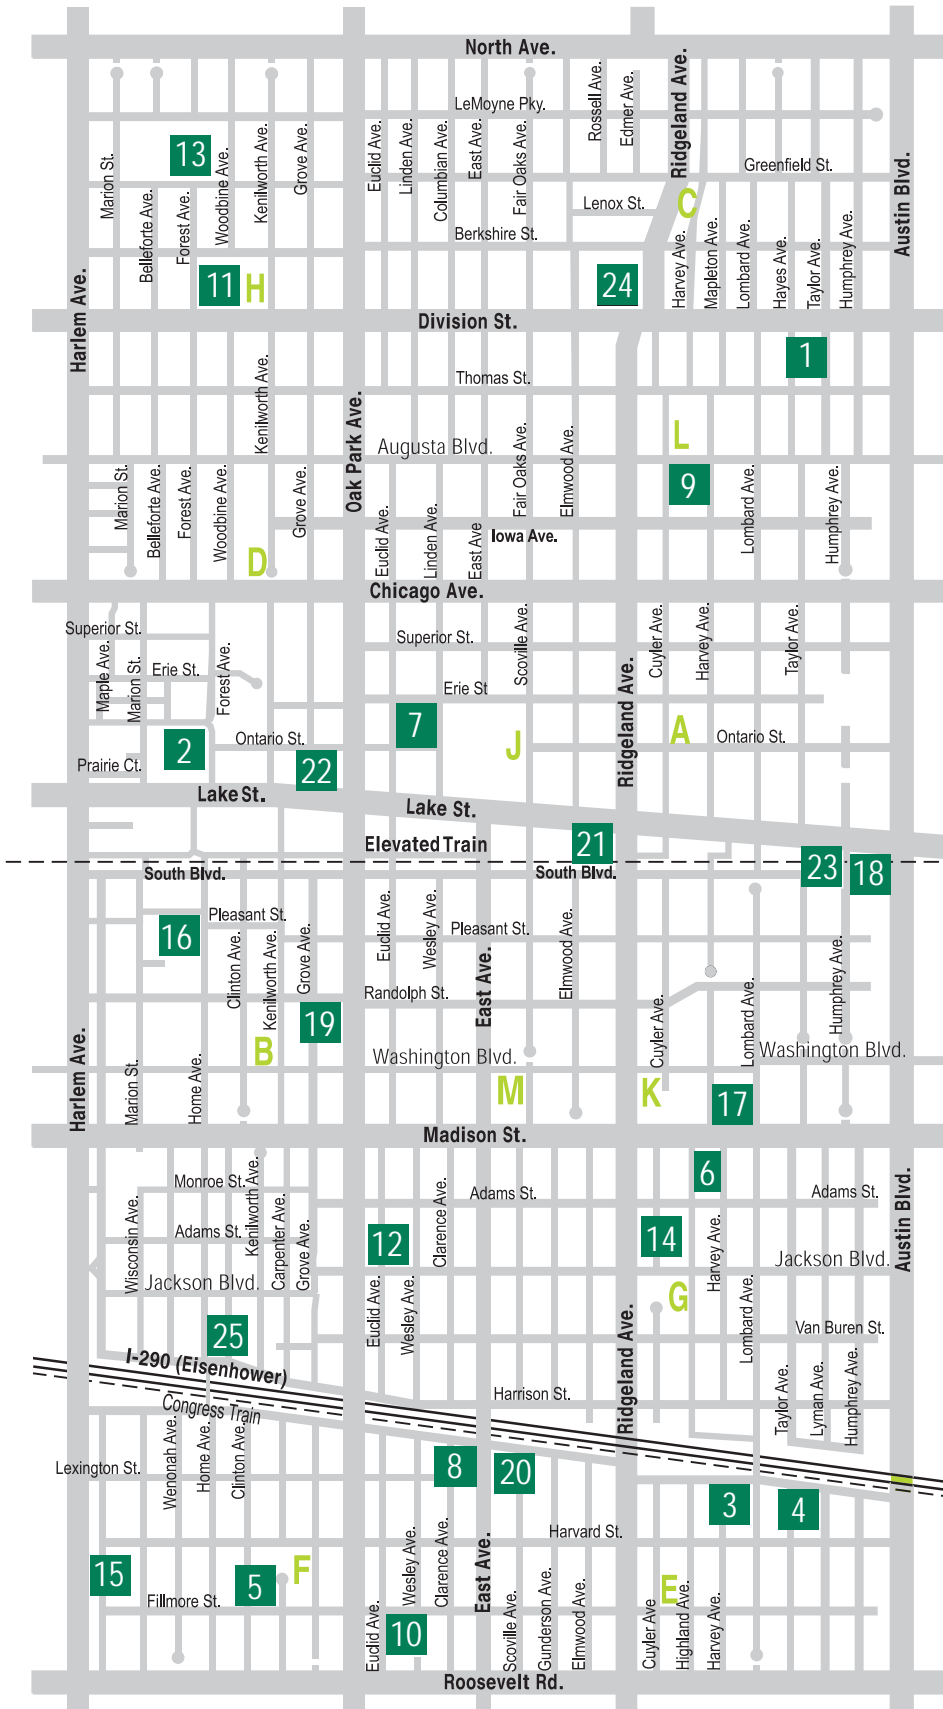 North Ave.
LeMoyne Pky.
Rossell Ave.
Edmer Ave.
Ridgeland Ave.
Austin Blvd.
Greenfield St.
13
Marion St.
Belleforte Ave.
Forest Ave.
Woodbine Ave.
Kenilworth Ave.
Grove Ave.
Euclid Ave.
Linden Ave.
Columbian Ave.
East Ave.
Fair Oaks Ave.
Lenox St.
C
Berkshire St.
Harlem Ave.
11
H
24
Harvey Ave.
Mapleton Ave.
Lombard Ave.
Hayes Ave.
Taylor Ave.
Humphrey Ave.
Division St.
1
Kenilworth Ave.
Thomas St.
Oak Park Ave.
Augusta Blvd.
Fair Oaks Ave.
Elmwood Ave.
L
9
Marion St.
Belleforte Ave.
Forest Ave.
Woodbine Ave.
Grove Ave.
Euclid Ave.
Linden Ave.
East Ave
Iowa Ave.
Lombard Ave.
Humphrey Ave.
D
Chicago Ave.
Superior St.
Superior St.
Scoville Ave.
Cuyler Ave.
Harvey Ave.
Taylor Ave.
Maple Ave.
Marion St.
Erie St.
Forest Ave.
Erie St
Ridgeland Ave.
2
Ontario St.
7
J
A
Ontario St.
Prairie Ct.
22
Lake St.
Lake St.
Elevated Train
21
23
18
South Blvd.
South Blvd.
16
Pleasant St.
Clinton Ave.
Kenilworth Ave.
Grove Ave.
Euclid Ave.
Wesley Ave.
Pleasant St.
East Ave.
Elmwood Ave.
Randolph St.
19
Cuyler Ave.
Lombard Ave.
Humphrey Ave.
Harlem Ave.
B
Washington Blvd.
Washington Blvd.
Marion St.
Home Ave.
M
K
17
Madison St.
6
Monroe St.
Adams St.
Adams St.
Wisconsin Ave.
Adams St.
Kenilworth Ave.
Carpenter Ave.
Grove Ave.
12
Clarence Ave.
14
Harvey Ave.
Austin Blvd.
Jackson Blvd.
Jackson Blvd.
Euclid Ave.
Wesley Ave.
G
Lombard Ave.
25
Ridgeland Ave.
Van Buren St.
I-290 (Eisenhower)
Harrison St.
Taylor Ave.
Lyman Ave.
Humphrey Ave.
Congress Train
Wenonah Ave.
Home Ave.
Clinton Ave.
Lexington St.
8
20
3
4
Harvard St.
15
5
F
Wesley Ave.
Clarence Ave.
East Ave.
E
Fillmore St.
Euclid Ave.
10
Scoville Ave.
Gunderson Ave.
Elmwood Ave.
Cuyler Ave
Highland Ave.
Harvey Ave.
Roosevelt Rd.